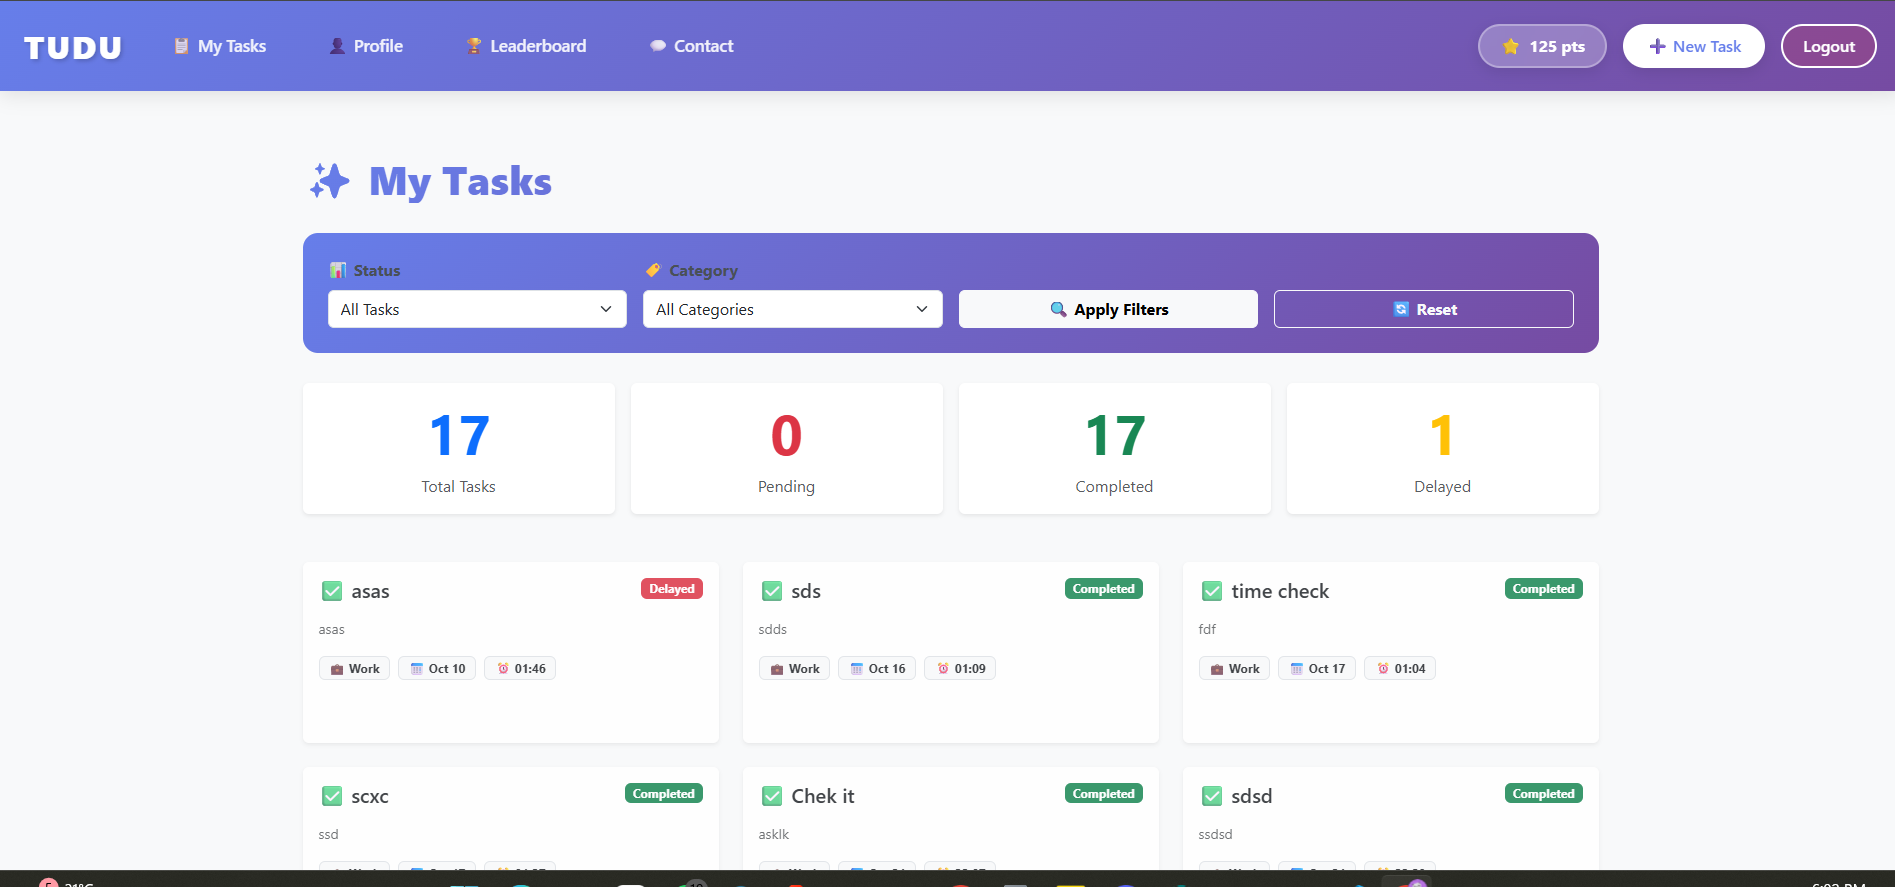 TUDU My Tasks Profile Leaderboard Contact 125 pts New Task Logout
My Tasks
Status Category
All Tasks All Categories Apply Filters Reset
17 0 17 1
Total Tasks Pending Completed Delayed
asas Delayed sds Completed time check Completed
asas sdds fdf
Work Oct 10 01:46 Work Oct 16 01:09 Work Oct 17 01:04
scxc Completed Chek it Completed sdsd Completed
ssd asklk ssdsd